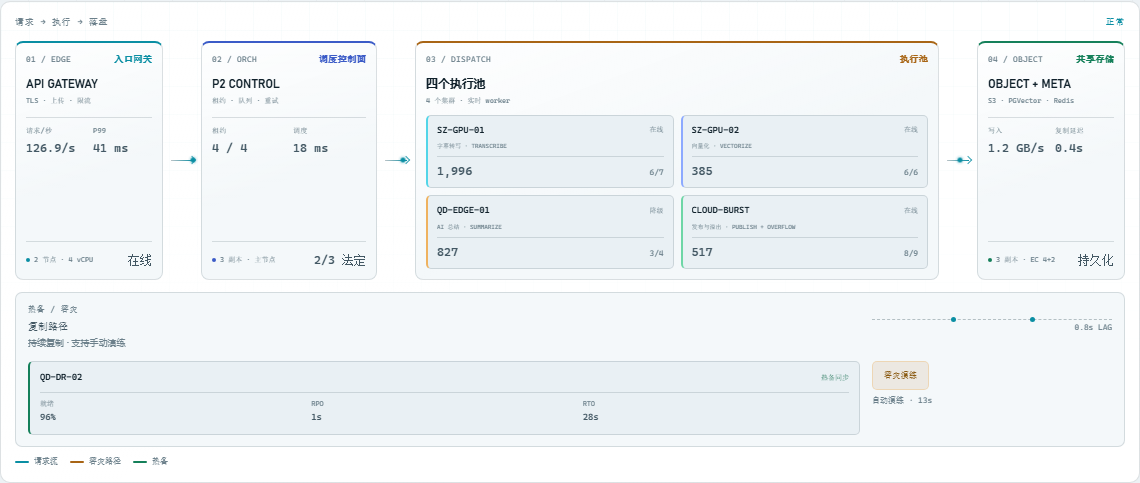 请求 → 执行 → 落盘
正常
01 / EDGE 入口网关
API GATEWAY
TLS · 上传 · 限流
请求/秒 P99
126.9/s 41 ms
2 节点 · 4 vCPU 在线
02 / ORCH 调度控制面
P2 CONTROL
租约 · 队列 · 重试
租约 调度
4 / 4 18 ms
3 副本 · 主节点 2/3 法定
03 / DISPATCH 执行池
四个执行池
4 个集群 · 实时 worker
SZ-GPU-01 在线
字幕转写 · TRANSCRIBE
1,996 6/7
SZ-GPU-02 在线
向量化 · VECTORIZE
385 6/6
QD-EDGE-01 降级
AI 总结 · SUMMARIZE
827 3/4
CLOUD-BURST 在线
发布与溢出 · PUBLISH + OVERFLOW
517 8/9
04 / OBJECT 共享存储
OBJECT + META
S3 · PGVector · Redis
写入 复制延迟
1.2 GB/s 0.4s
3 副本 · EC 4+2 持久化
热备 / 容灾
复制路径
持续复制 · 支持手动演练
0.8s LAG
QD-DR-02 热备同步
就绪 RPO RTO
96% 1s 28s
容灾演练
自动演练 · 13s
请求流 容灾路径 热备